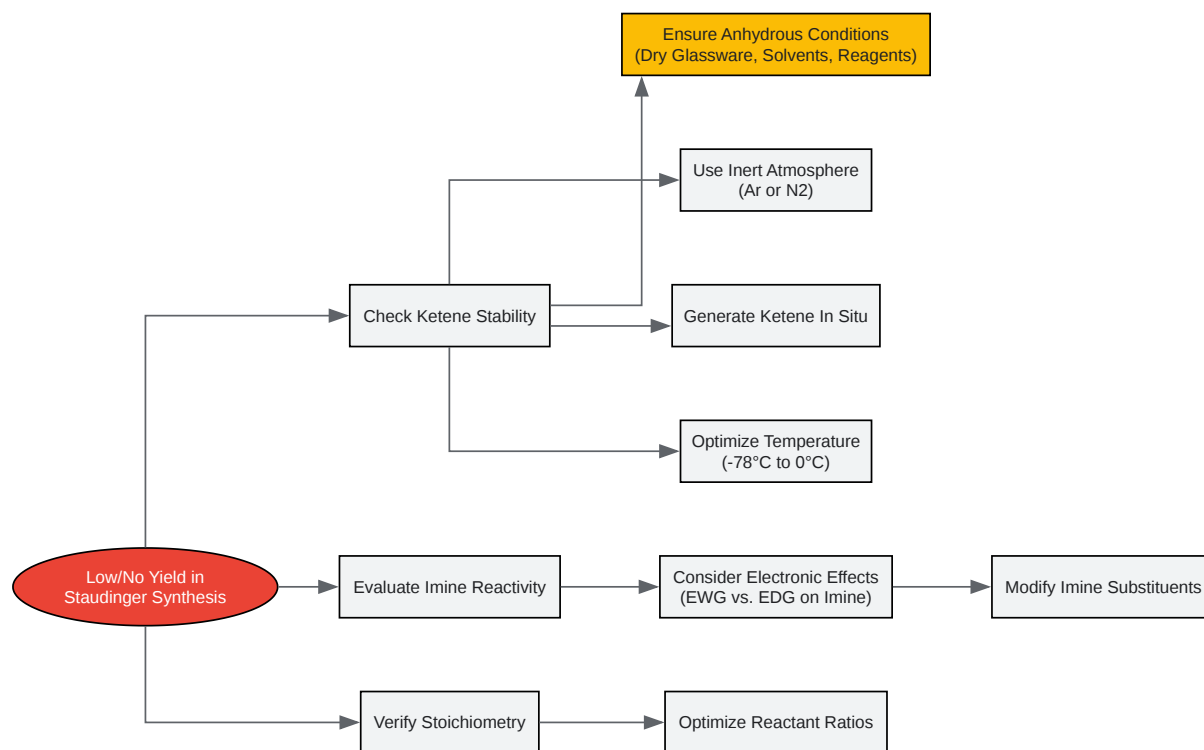 Ensure Anhydrous Conditions
(Dry Glassware, Solvents, Reagents)
Use Inert Atmosphere
(Ar or N2)
Check Ketene Stability
Generate Ketene In Situ
Optimize Temperature
(-78°C to 0°C)
Low/No Yield in
Staudinger Synthesis
Evaluate Imine Reactivity
Consider Electronic Effects
(EWG vs. EDG on Imine)
Modify Imine Substituents
Verify Stoichiometry
Optimize Reactant Ratios